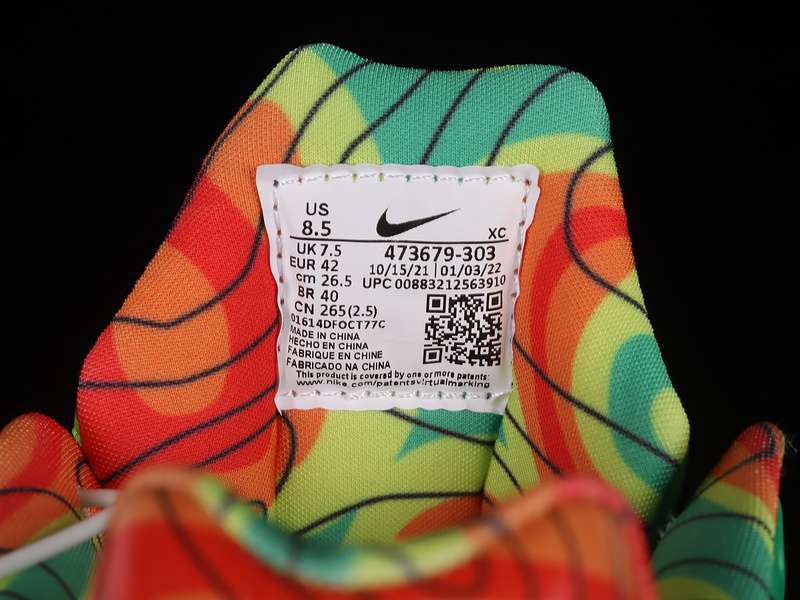 US
8.5
XC
UK 7.5
473679-303
EUR 42
10/15/21 | 01/03/22
cm 26.5
UPC 00883212563910
BR 40
CN 265(2.5)
01614DFOCT77C
MADE IN CHINA
HECHO EN CHINA
FABRIQUE EN CHINE
FABRICADO NA CHINA
This product is covered by one or more patents:
www.nike.com/patentsvirtualmarking